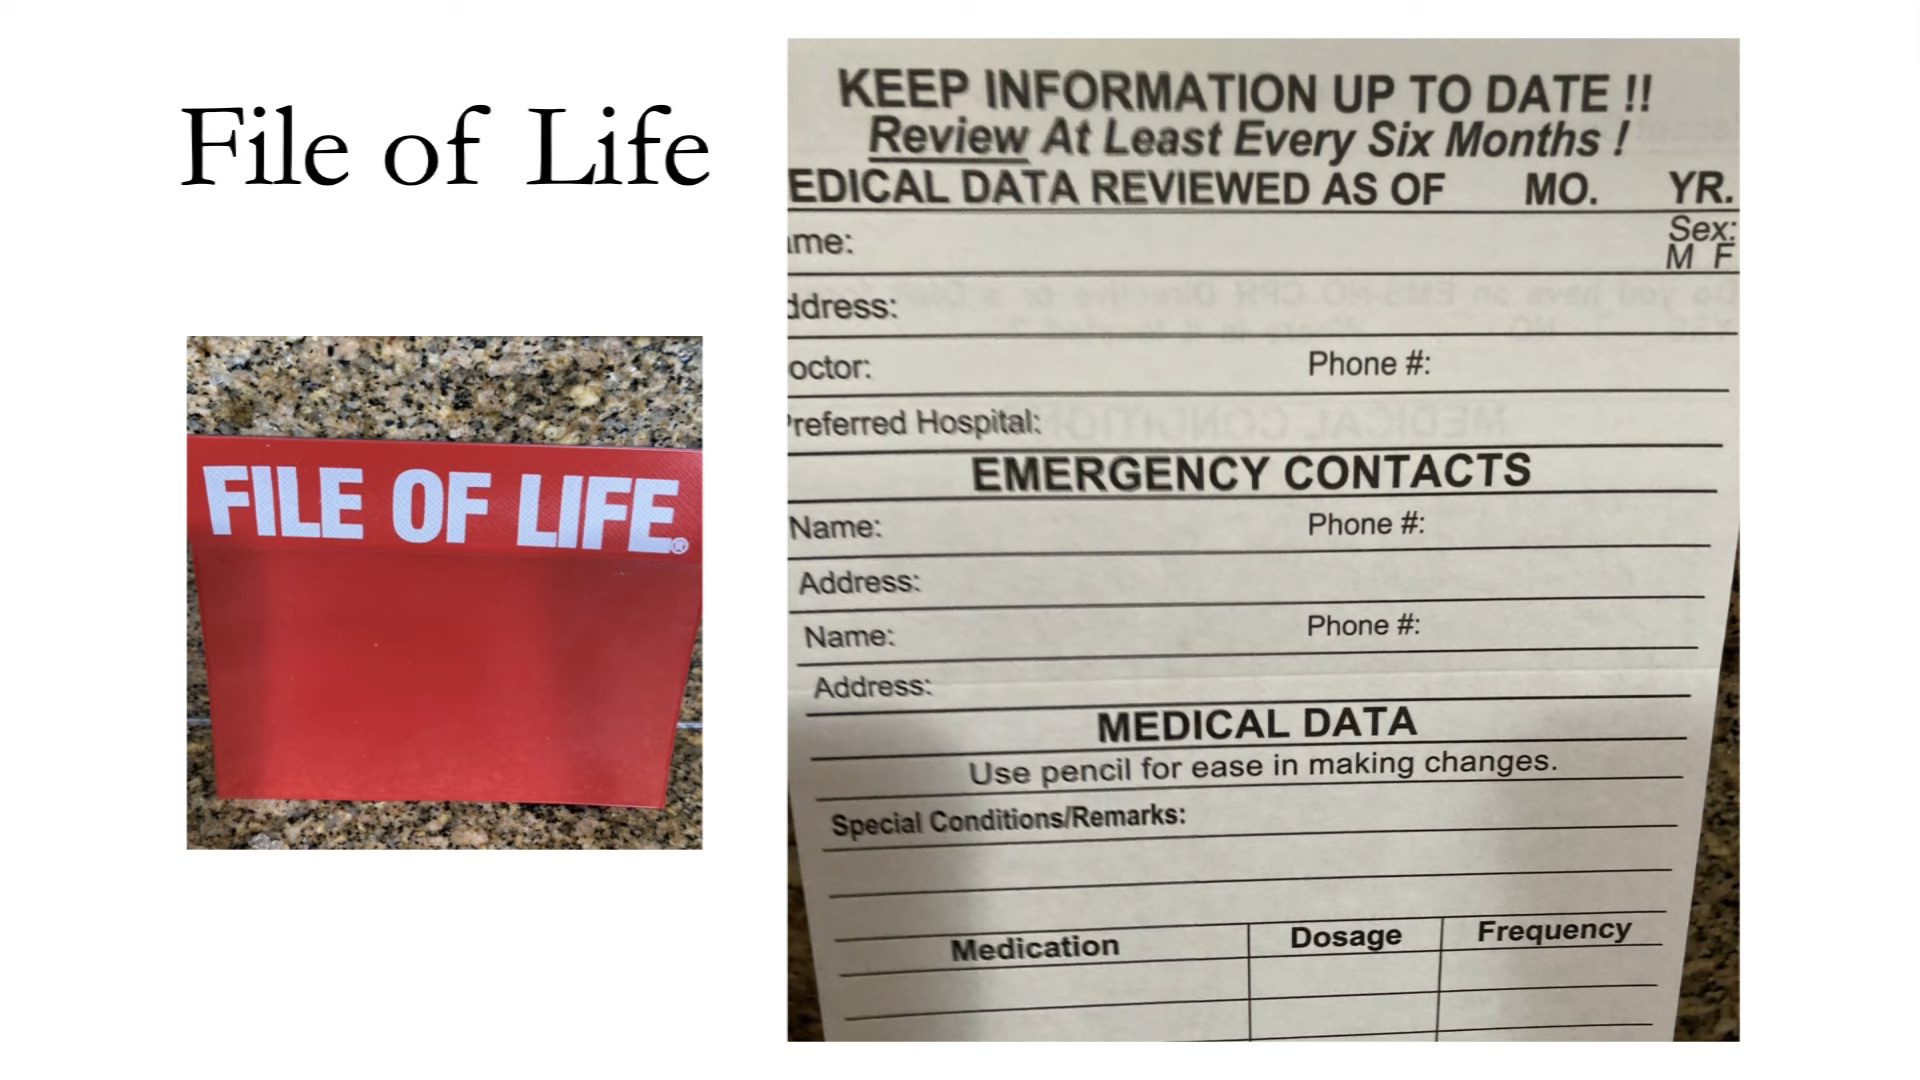 File of Life
FILE OF LIFE®
KEEP INFORMATION UP TO DATE !!
Review At Least Every Six Months !
EDICAL DATA REVIEWED AS OF MO. YR.
me: Sex:
M F
ddress:
octor: Phone #:
referred Hospital:
EMERGENCY CONTACTS
Name: Phone #:
Address:
Name: Phone #:
Address:
MEDICAL DATA
Use pencil for ease in making changes.
Special Conditions/Remarks:
Medication Dosage Frequency